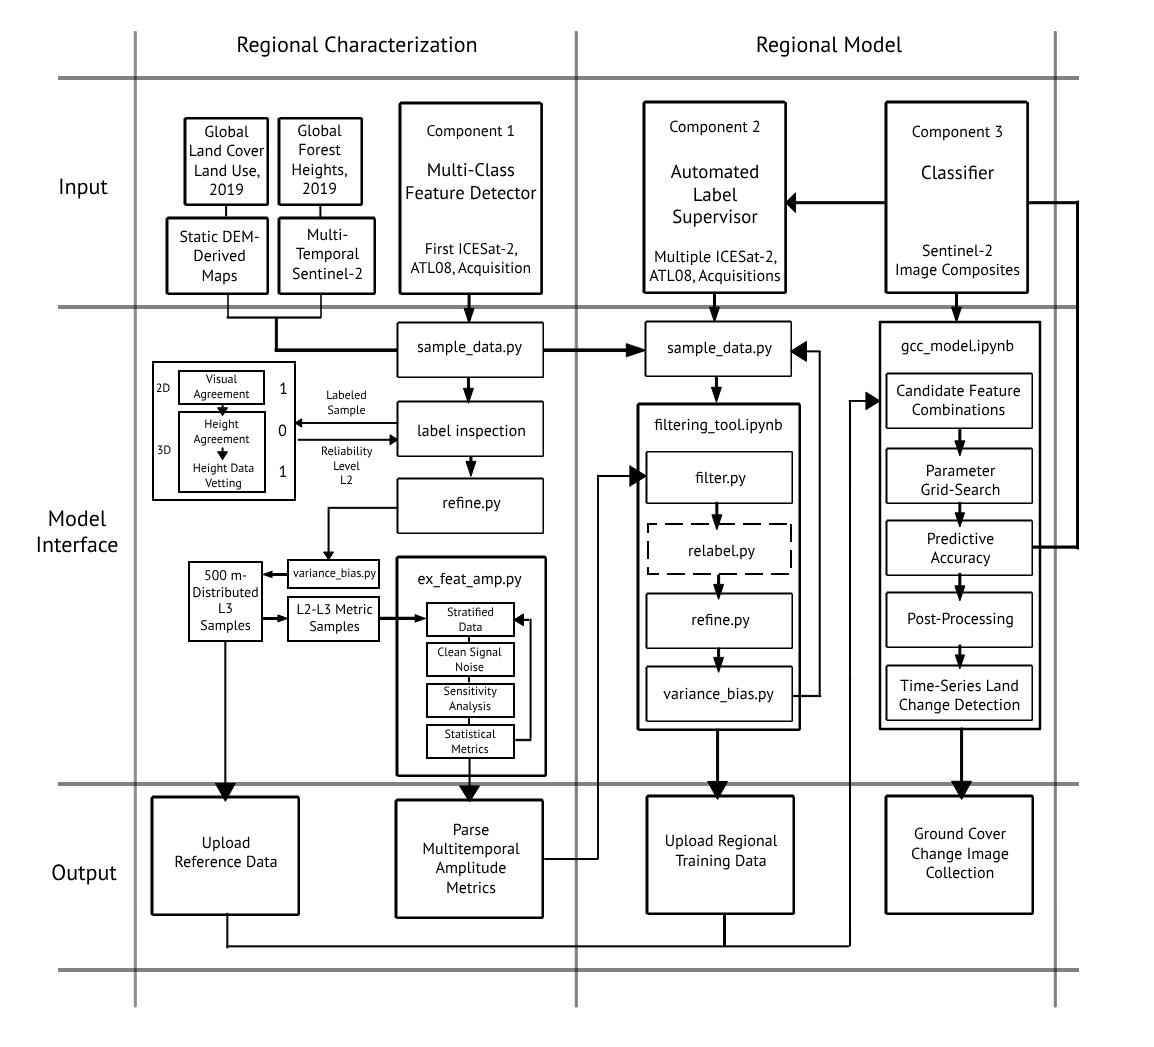 Regional Characterization
Regional Model
Input
Global
Land Cover
Land Use,
2019
Global
Forest
Heights,
2019
Static DEM-
Derived
Maps
Multi-
Temporal
Sentinel-2
Component 1
Multi-Class
Feature Detector
First ICESat-2,
ATL08, Acquisition
Component 2
Automated
Label
Supervisor
Multiple ICESat-2,
ATL08, Acquisitions
Component 3
Classifier
Sentinel-2
Image Composites
Model
Interface
sample_data.py
label inspection
refine.py
Labeled
Sample
Reliability
Level
L2
2D
Visual
Agreement
1
3D
Height
Agreement
0
Height Data
Vetting
1
variance_bias.py
500 m-
Distributed
L3
Samples
L2-L3 Metric
Samples
ex_feat_amp.py
Stratified
Data
Clean Signal
Noise
Sensitivity
Analysis
Statistical
Metrics
sample_data.py
filtering_tool.ipynb
filter.py
relabel.py
refine.py
variance_bias.py
gcc_model.ipynb
Candidate Feature
Combinations
Parameter
Grid-Search
Predictive
Accuracy
Post-Processing
Time-Series Land
Change Detection
Output
Upload
Reference Data
Parse
Multitemporal
Amplitude
Metrics
Upload Regional
Training Data
Ground Cover
Change Image
Collection